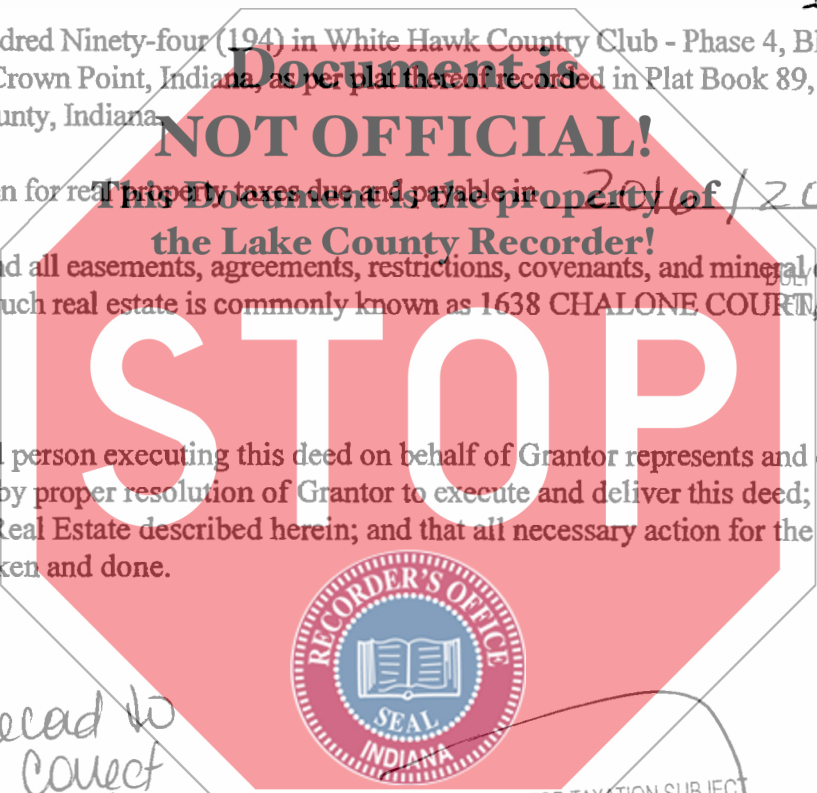 dred Ninety-four (194) in White Hawk Country Club - Phase 4, Bl
Crown Point, Indiana, as per plat thereof recorded in Plat Book 89,
unty, Indiana.
Document is
NOT OFFICIAL!
This Document is the property of
the Lake County Recorder!
n for real property taxes due and payable in 2016/20
d all easements, agreements, restrictions, covenants, and mineral
uch real estate is commonly known as 1638 CHALONE COURT,
STOP
person executing this deed on behalf of Grantor represents and
by proper resolution of Grantor to execute and deliver this deed;
Real Estate described herein; and that all necessary action for the
ken and done.
RECORDER'S OFFICE
SEAL
INDIANA
to
TAXATION SUBJECT